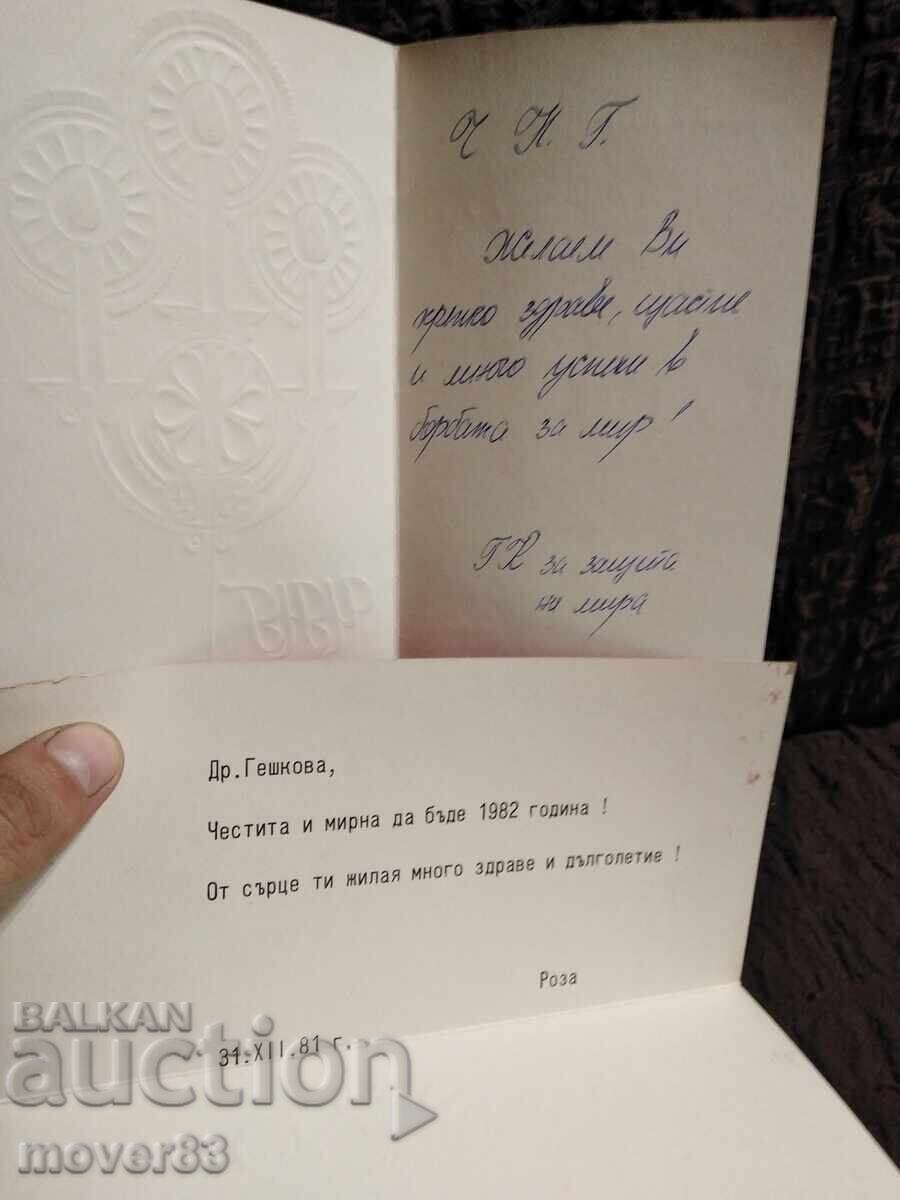 Ч Н. Г.
Желаем Ви
крепко здраве, щастие
и много успехи в
борбата за мир!
ГК за защита
на мира
Др.Гешкова,
Честита и мирна да бъде 1982 година !
От сърце ти жилая много здраве и дълголетие !
Роза
31.XII.81 г.
BALKAN
auction
mover83